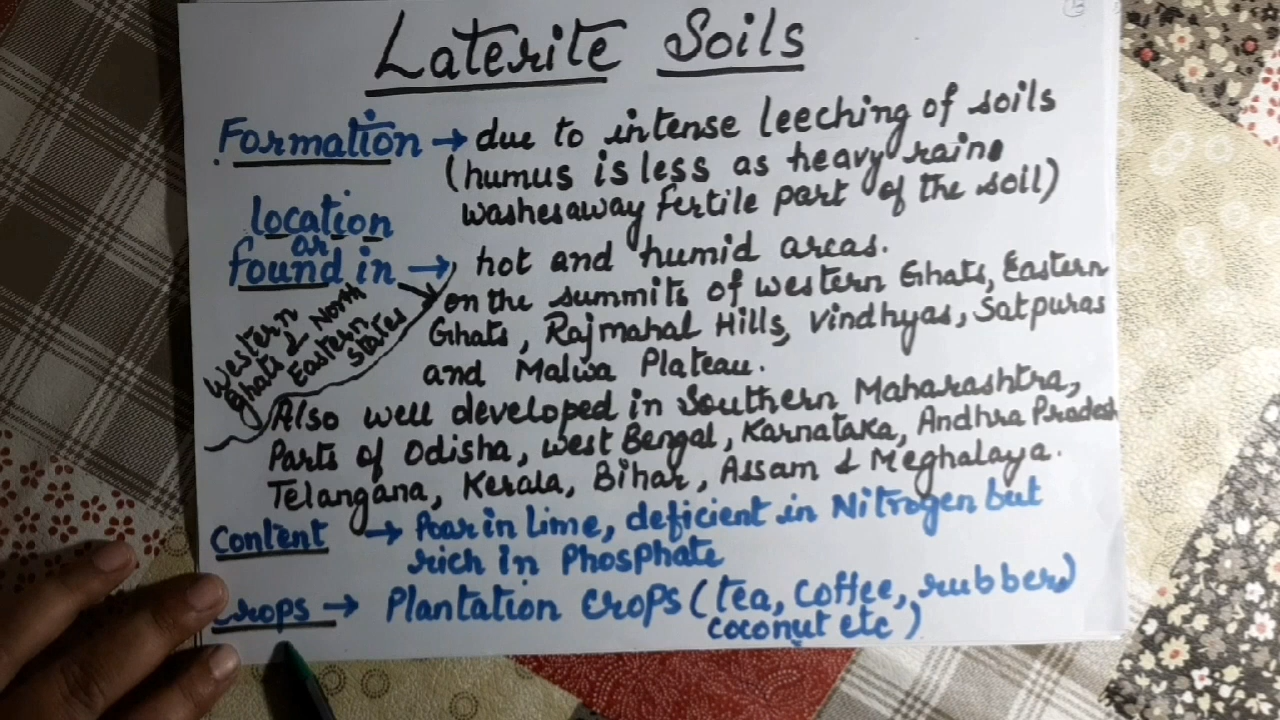 Laterite Soils
Formation → due to intense leeching of soils
(humus is less as heavy rain
washesaway fertile part of the soil)
location
or
found in → hot and humid areas.
on the summits of western Ghats, Eastern
Ghats, Rajmahal Hills, Vindhyas, Satpuras
and Malwa Plateau.
Western
Ghats & North
Eastern
States
Also well developed in Southern Maharashtra,
Parts of Odisha, west Bengal, Karnataka, Andhra Pradesh
Telangana, Kerala, Bihar, Assam & Meghalaya.
Content → Poor in Lime, deficient in Nitrogen but
rich in Phosphate
Crops → Plantation Crops (tea, Coffee, rubber,
coconut etc)